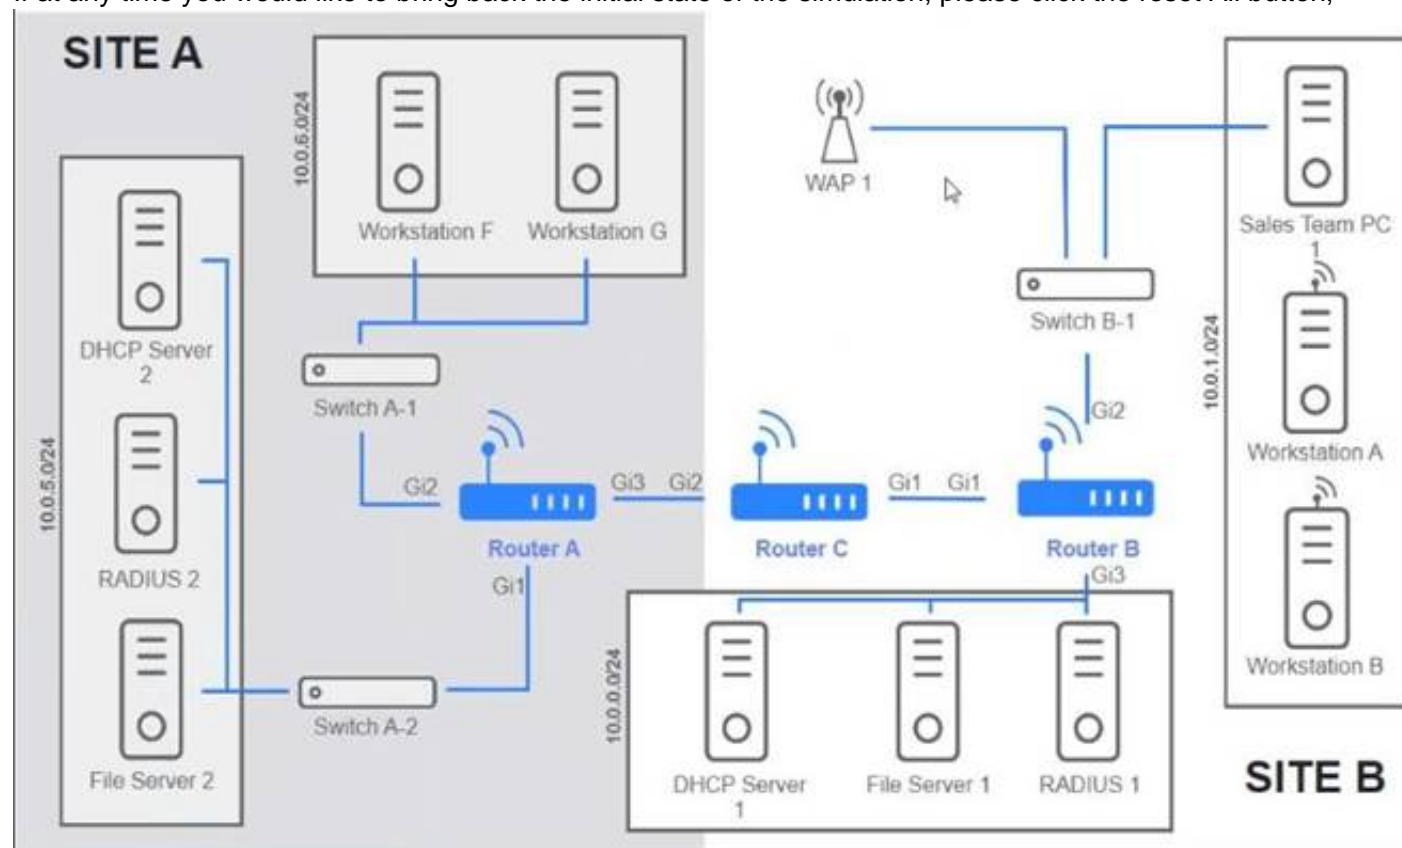 If at any time you would like to bring back the initial state of the simulation, please click the reset All button,
SITE A
10.0.6.0/24
Workstation F
Workstation G
WAP 1
Sales Team PC
1
DHCP Server
2
Switch A-1
Switch B-1
10.0.1.0/24
Gi2
Workstation A
10.0.5.0/24
Gi2
Gi3
Gi2
Gi1
Gi1
Router A
Router C
Router B
RADIUS 2
Gi1
Gi3
Workstation B
10.0.0.0/24
Switch A-2
File Server 2
DHCP Server
1
File Server 1
RADIUS 1
SITE B